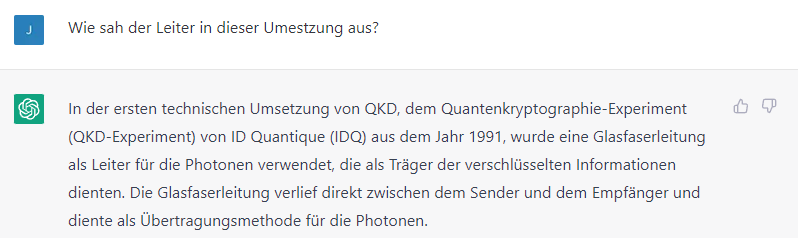 J
Wie sah der Leiter in dieser Umestzung aus?
In der ersten technischen Umsetzung von QKD, dem Quantenkryptographie-Experiment
(QKD-Experiment) von ID Quantique (IDQ) aus dem Jahr 1991, wurde eine Glasfaserleitung
als Leiter für die Photonen verwendet, die als Träger der verschlüsselten Informationen
dienten. Die Glasfaserleitung verlief direkt zwischen dem Sender und dem Empfänger und
diente als Übertragungsmethode für die Photonen.